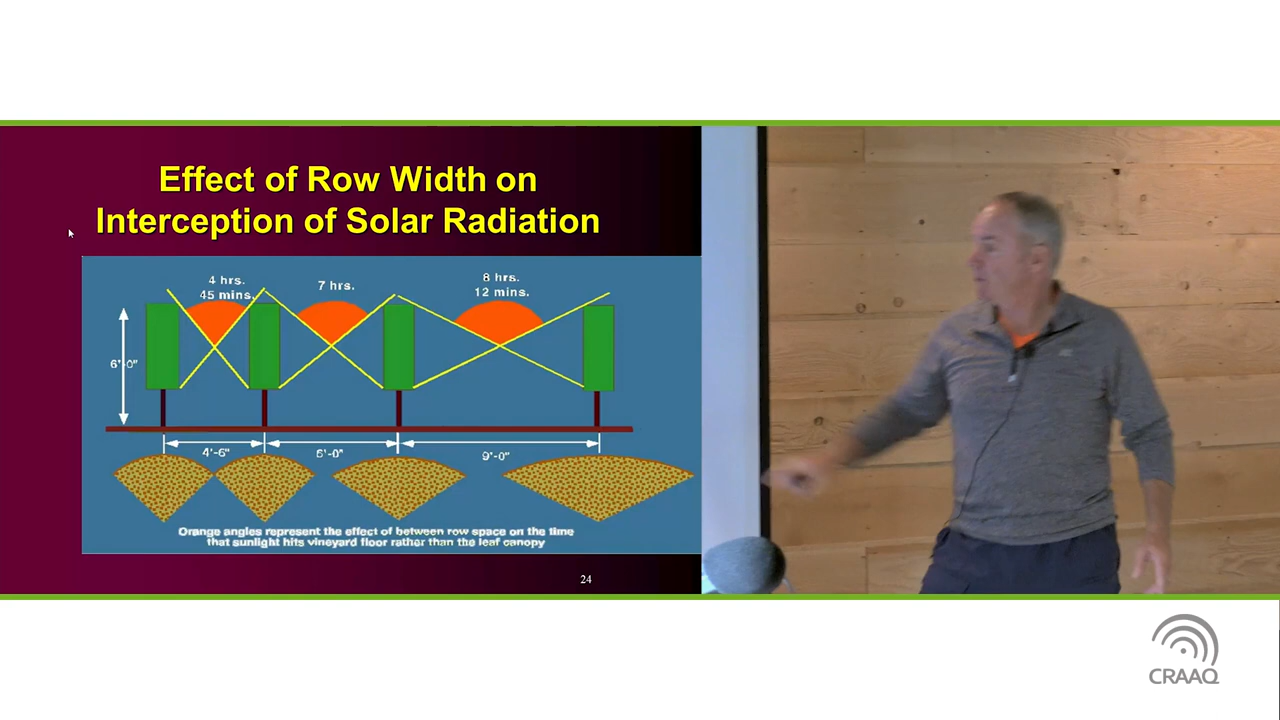 Effect of Row Width on
Interception of Solar Radiation
4 hrs.
45 mins.
7 hrs.
8 hrs.
12 mins.
6'-0"
4'-6"
6'-0"
9'-0"
Orange angles represent the effect of between row space on the time
that sunlight hits vineyard floor rather than the leaf canopy
24
CRAAQ